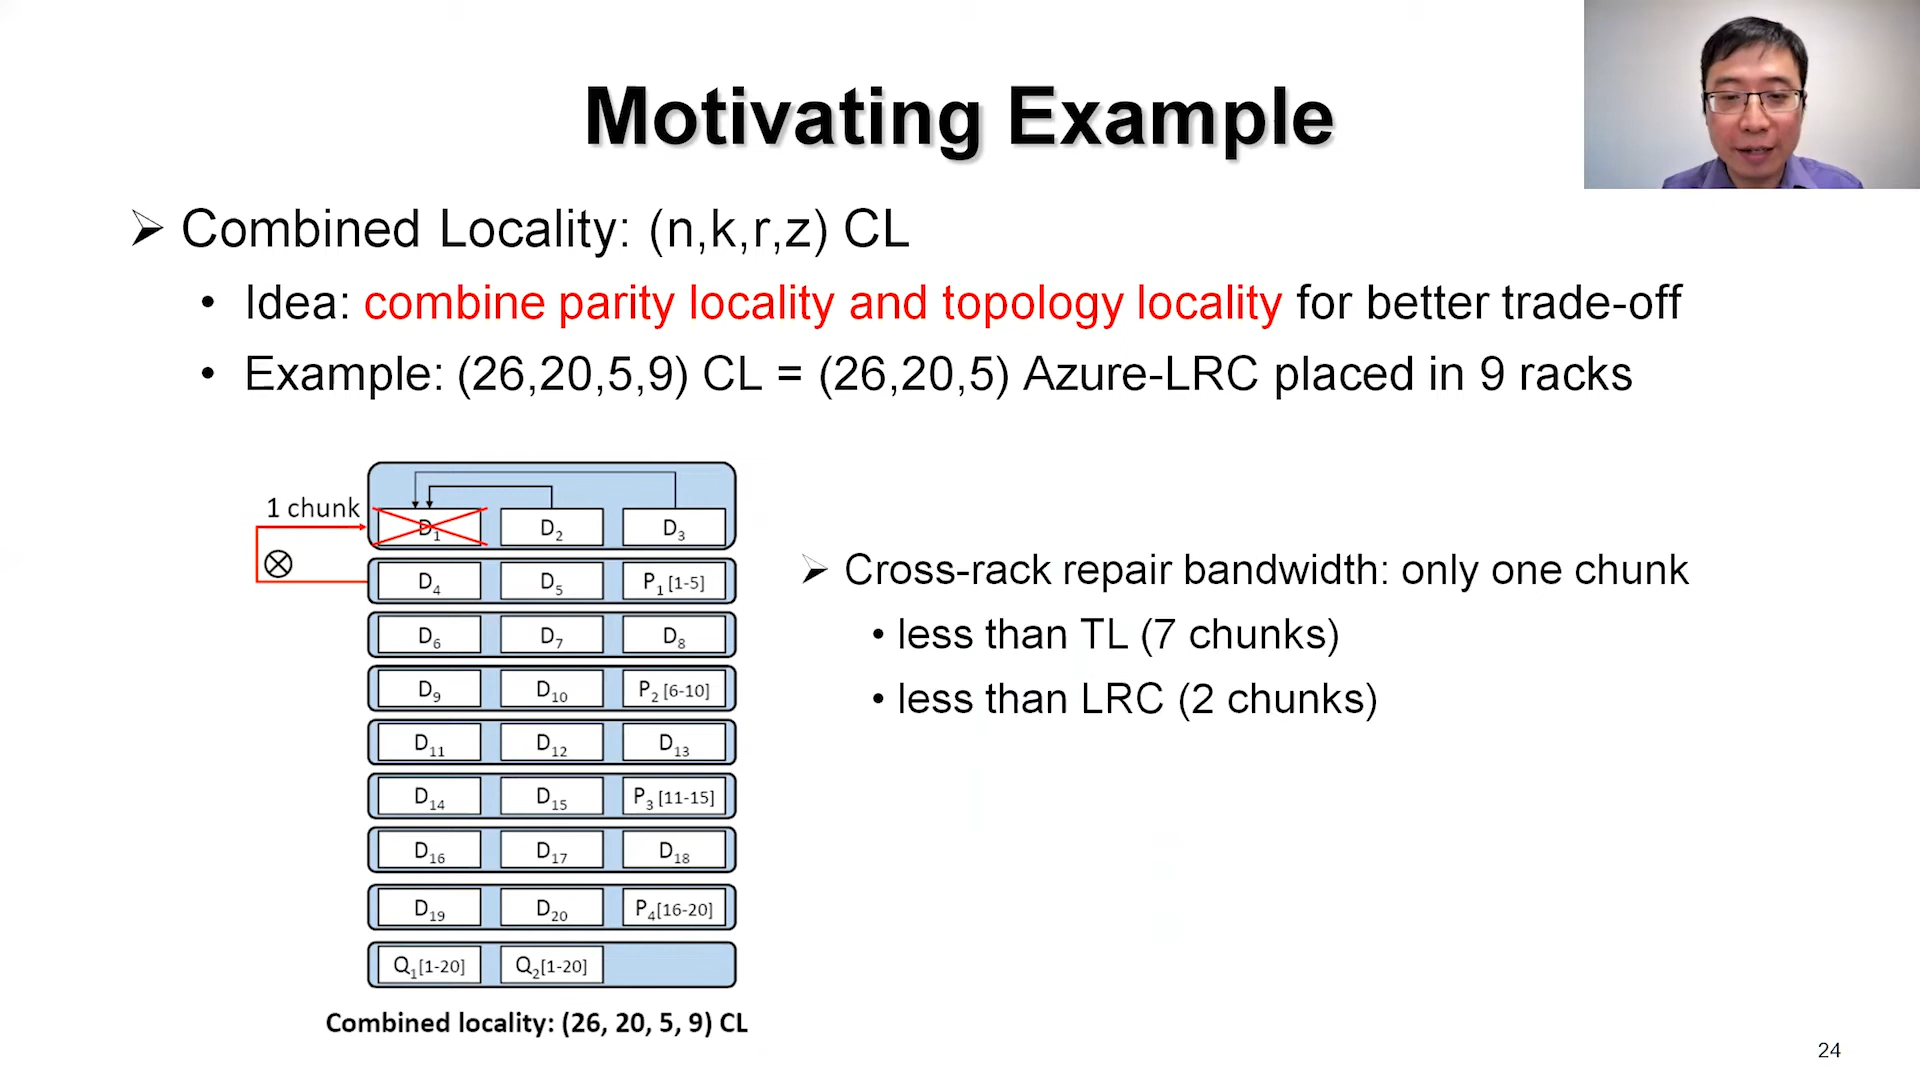 Motivating Example
➢ Combined Locality: (n,k,r,z) CL
• Idea: combine parity locality and topology locality for better trade-off
• Example: (26,20,5,9) CL = (26,20,5) Azure-LRC placed in 9 racks
1 chunk
D1 D2 D3
D4 D5 P1 [1-5]
D6 D7 D8
D9 D10 P2 [6-10]
D11 D12 D13
D14 D15 P3 [11-15]
D16 D17 D18
D19 D20 P4[16-20]
Q1[1-20] Q2[1-20]
Combined locality: (26, 20, 5, 9) CL
➢ Cross-rack repair bandwidth: only one chunk
• less than TL (7 chunks)
• less than LRC (2 chunks)
24